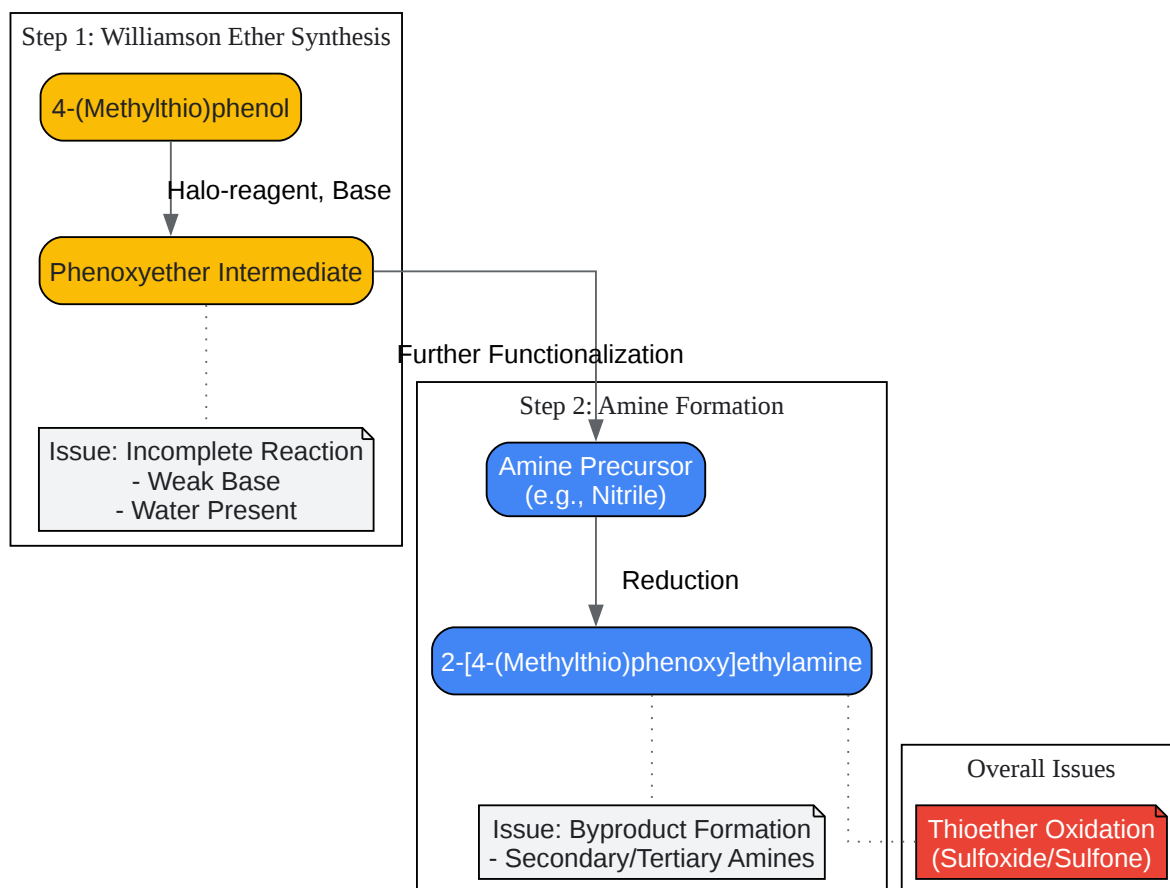 Step 1: Williamson Ether Synthesis
4-(Methylthio)phenol
Halo-reagent, Base
Phenoxyether Intermediate
Further Functionalization
Issue: Incomplete Reaction
- Weak Base
- Water Present
Step 2: Amine Formation
Amine Precursor
(e.g., Nitrile)
Reduction
2-[4-(Methylthio)phenoxy]ethylamine
Issue: Byproduct Formation
- Secondary/Tertiary Amines
Overall Issues
Thioether Oxidation
(Sulfoxide/Sulfone)